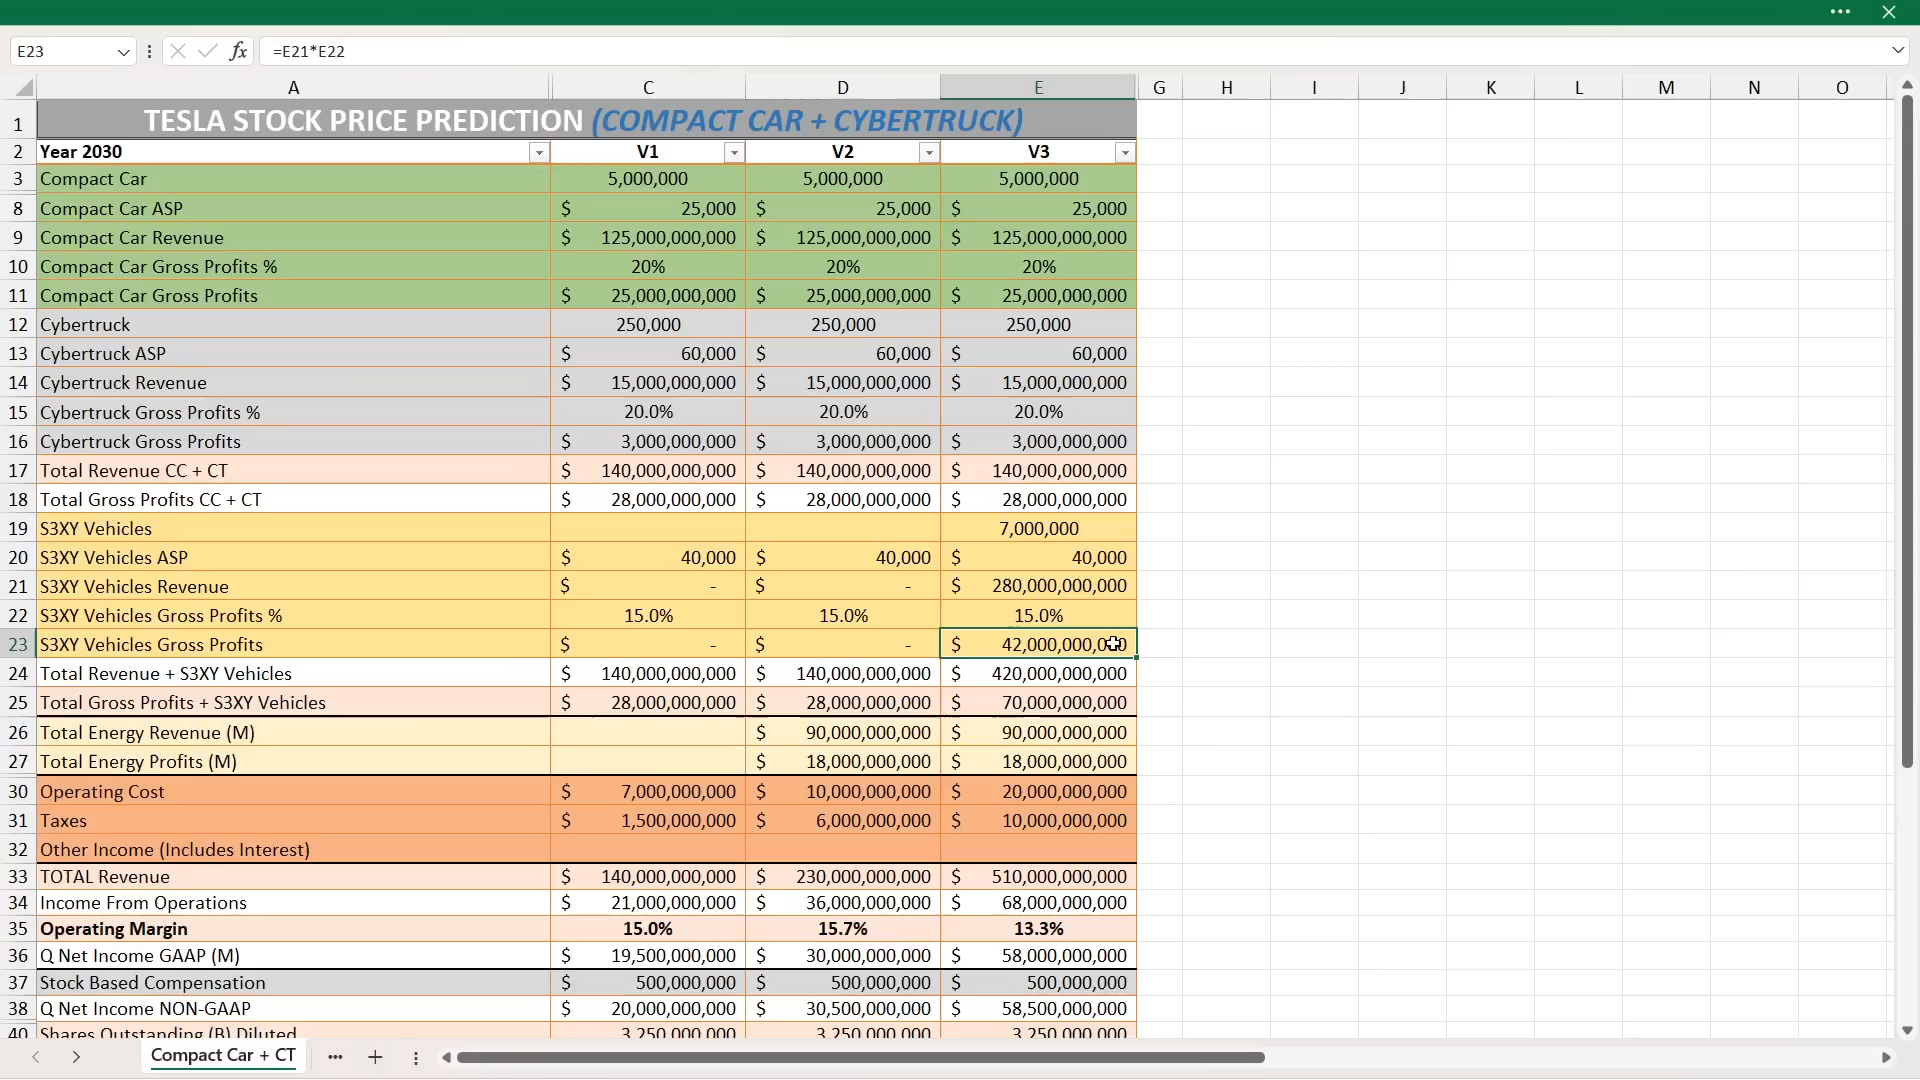 E23 =E21*E22
A C D E G H I J K L M N O
1 TESLA STOCK PRICE PREDICTION (COMPACT CAR + CYBERTRUCK)
2 Year 2030 V1 V2 V3
3 Compact Car 5,000,000 5,000,000 5,000,000
8 Compact Car ASP $ 25,000 $ 25,000 $ 25,000
9 Compact Car Revenue $ 125,000,000,000 $ 125,000,000,000 $ 125,000,000,000
10 Compact Car Gross Profits % 20% 20% 20%
11 Compact Car Gross Profits $ 25,000,000,000 $ 25,000,000,000 $ 25,000,000,000
12 Cybertruck 250,000 250,000 250,000
13 Cybertruck ASP $ 60,000 $ 60,000 $ 60,000
14 Cybertruck Revenue $ 15,000,000,000 $ 15,000,000,000 $ 15,000,000,000
15 Cybertruck Gross Profits % 20.0% 20.0% 20.0%
16 Cybertruck Gross Profits $ 3,000,000,000 $ 3,000,000,000 $ 3,000,000,000
17 Total Revenue CC + CT $ 140,000,000,000 $ 140,000,000,000 $ 140,000,000,000
18 Total Gross Profits CC + CT $ 28,000,000,000 $ 28,000,000,000 $ 28,000,000,000
19 S3XY Vehicles 7,000,000
20 S3XY Vehicles ASP $ 40,000 $ 40,000 $ 40,000
21 S3XY Vehicles Revenue $ - $ - $ 280,000,000,000
22 S3XY Vehicles Gross Profits % 15.0% 15.0% 15.0%
23 S3XY Vehicles Gross Profits $ - $ - $ 42,000,000,000
24 Total Revenue + S3XY Vehicles $ 140,000,000,000 $ 140,000,000,000 $ 420,000,000,000
25 Total Gross Profits + S3XY Vehicles $ 28,000,000,000 $ 28,000,000,000 $ 70,000,000,000
26 Total Energy Revenue (M) $ 90,000,000,000 $ 90,000,000,000
27 Total Energy Profits (M) $ 18,000,000,000 $ 18,000,000,000
30 Operating Cost $ 7,000,000,000 $ 10,000,000,000 $ 20,000,000,000
31 Taxes $ 1,500,000,000 $ 6,000,000,000 $ 10,000,000,000
32 Other Income (Includes Interest)
33 TOTAL Revenue $ 140,000,000,000 $ 230,000,000,000 $ 510,000,000,000
34 Income From Operations $ 21,000,000,000 $ 36,000,000,000 $ 68,000,000,000
35 Operating Margin 15.0% 15.7% 13.3%
36 Q Net Income GAAP (M) $ 19,500,000,000 $ 30,000,000,000 $ 58,000,000,000
37 Stock Based Compensation $ 500,000,000 $ 500,000,000 $ 500,000,000
38 Q Net Income NON-GAAP $ 20,000,000,000 $ 30,500,000,000 $ 58,500,000,000
40 Shares Outstanding (B) Diluted 3,250,000,000 3,250,000,000 3,250,000,000
Compact Car + CT